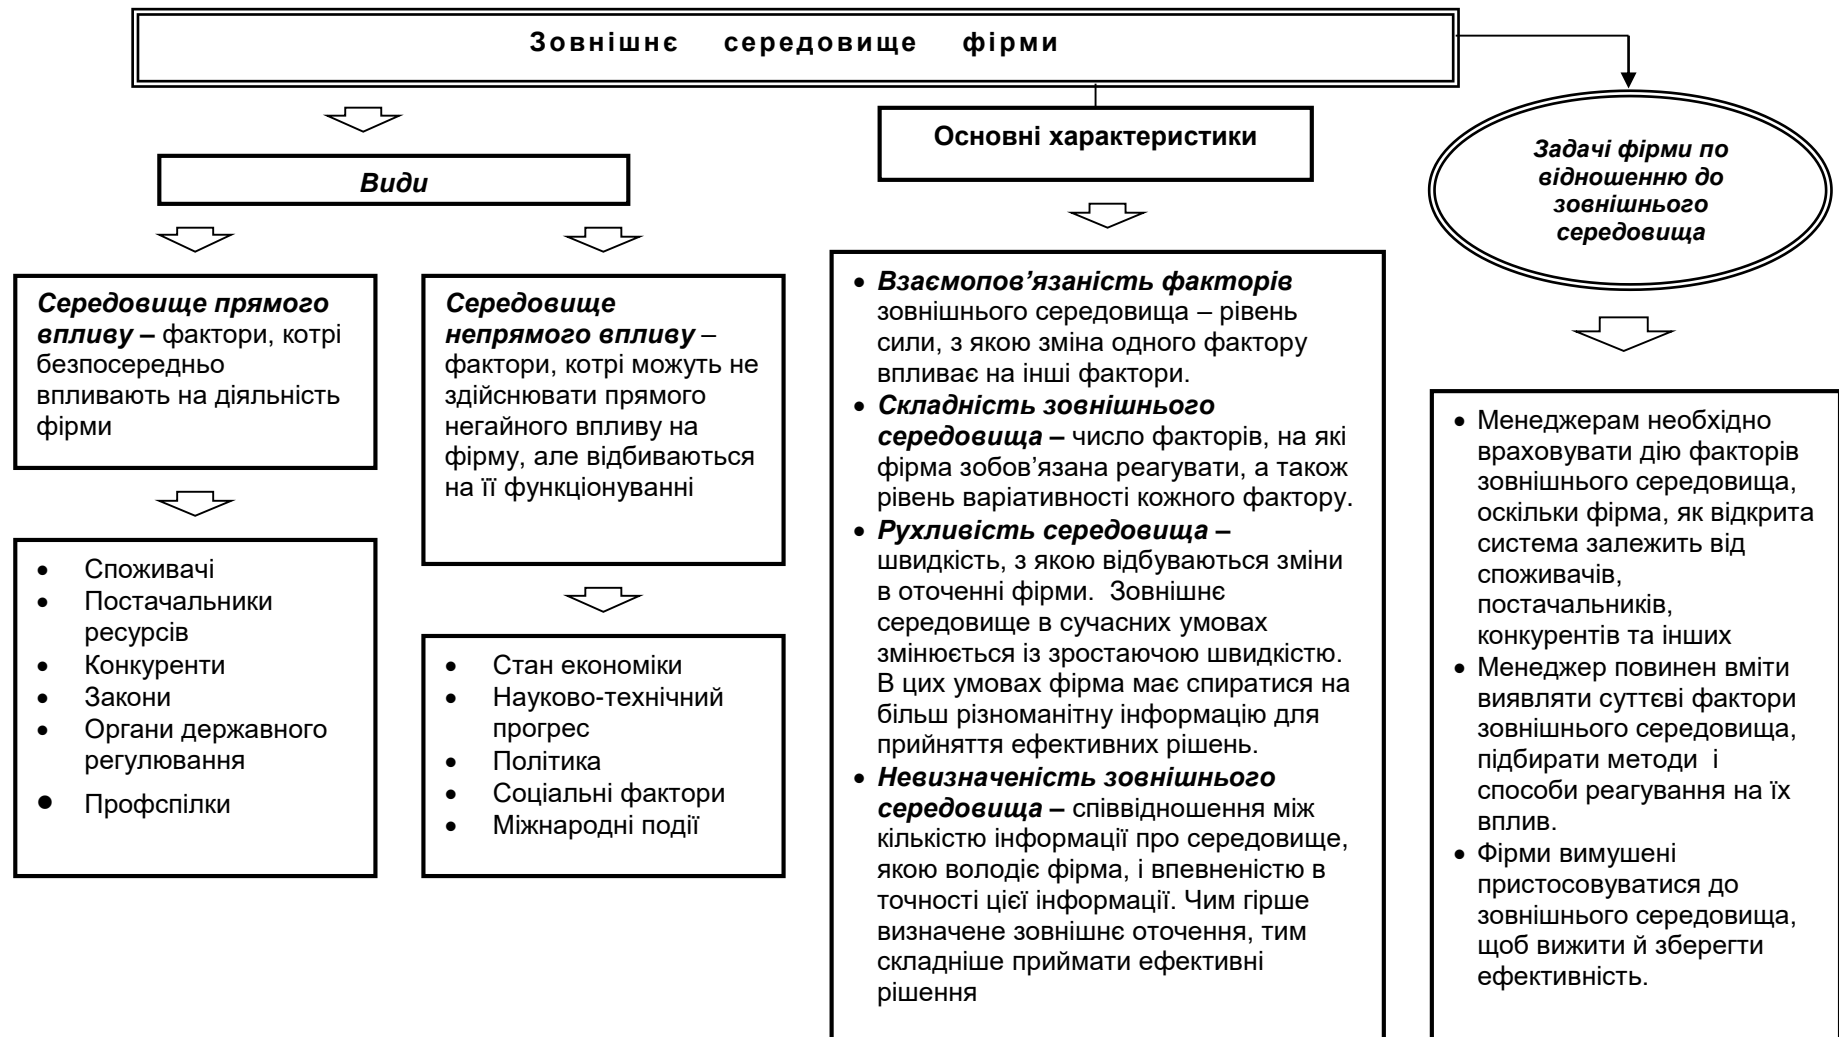 Зовнішнє середовище фірми
Види
Середовище прямого
впливу – фактори, котрі
безпосередньо
впливають на діяльність
фірми
• Споживачі
• Постачальники
ресурсів
• Конкуренти
• Закони
• Органи державного
регулювання
• Профспілки
Середовище
непрямого впливу –
фактори, котрі можуть не
здійснювати прямого
негайного впливу на
фірму, але відбиваються
на її функціонуванні
• Стан економіки
• Науково-технічний
прогрес
• Політика
• Соціальні фактори
• Міжнародні події
Основні характеристики
• Взаємопов’язаність факторів
зовнішнього середовища – рівень
сили, з якою зміна одного фактору
впливає на інші фактори.
• Складність зовнішнього
середовища – число факторів, на які
фірма зобов’язана реагувати, а також
рівень варіативності кожного фактору.
• Рухливість середовища –
швидкість, з якою відбуваються зміни
в оточенні фірми. Зовнішнє
середовище в сучасних умовах
змінюється із зростаючою швидкістю.
В цих умовах фірма має спиратися на
більш різноманітну інформацію для
прийняття ефективних рішень.
• Невизначеність зовнішнього
середовища – співвідношення між
кількістю інформації про середовище,
якою володіє фірма, і впевненістю в
точності цієї інформації. Чим гірше
визначене зовнішнє оточення, тим
складніше приймати ефективні
рішення
Задачі фірми по
відношенню до
зовнішнього
середовища
• Менеджерам необхідно
враховувати дію факторів
зовнішнього середовища,
оскільки фірма, як відкрита
система залежить від
споживачів,
постачальників,
конкурентів та інших
• Менеджер повинен вміти
виявляти суттєві фактори
зовнішнього середовища,
підбирати методи і
способи реагування на їх
вплив.
• Фірми вимушені
пристосовуватися до
зовнішнього середовища,
щоб вижити й зберегти
ефективність.